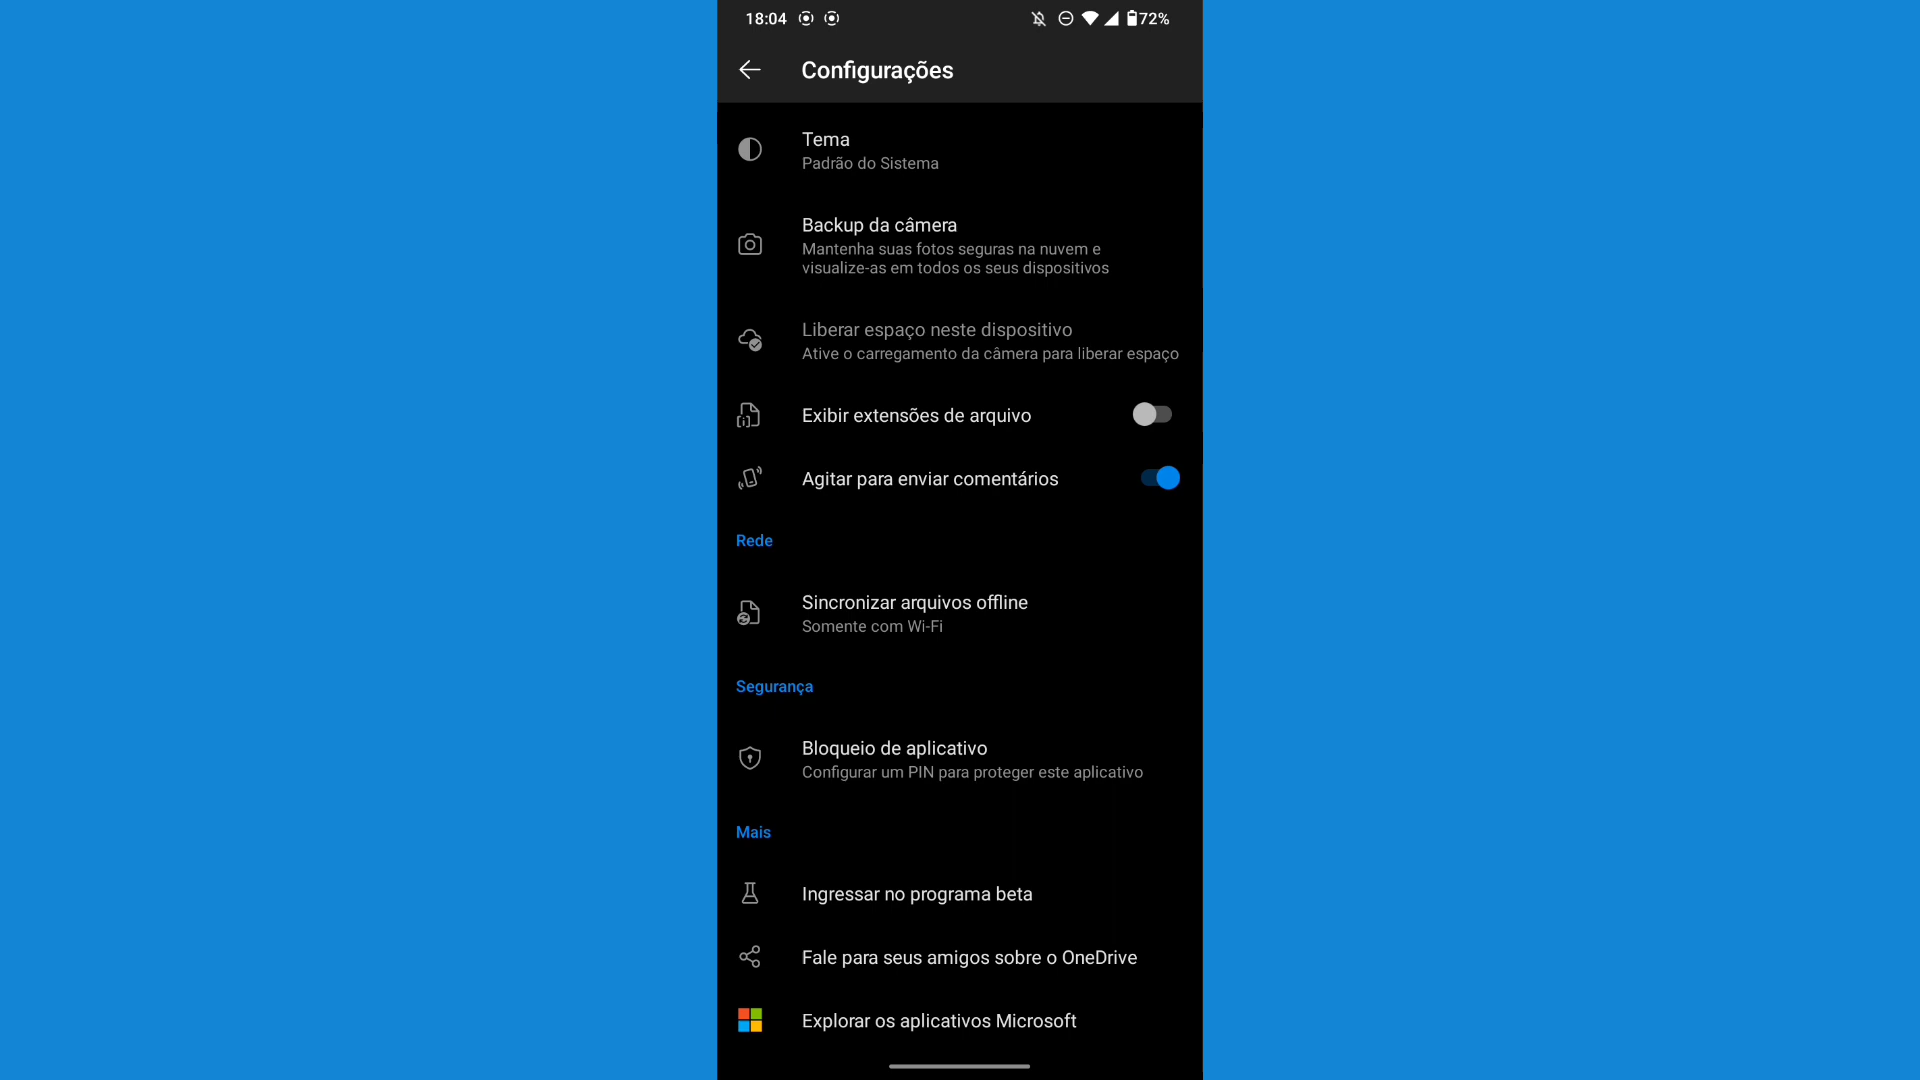 18:04
72%
Configurações
Tema
Padrão do Sistema
Backup da câmera
Mantenha suas fotos seguras na nuvem e
visualize-as em todos os seus dispositivos
Liberar espaço neste dispositivo
Ative o carregamento da câmera para liberar espaço
Exibir extensões de arquivo
Agitar para enviar comentários
Rede
Sincronizar arquivos offline
Somente com Wi-Fi
Segurança
Bloqueio de aplicativo
Configurar um PIN para proteger este aplicativo
Mais
Ingressar no programa beta
Fale para seus amigos sobre o OneDrive
Explorar os aplicativos Microsoft